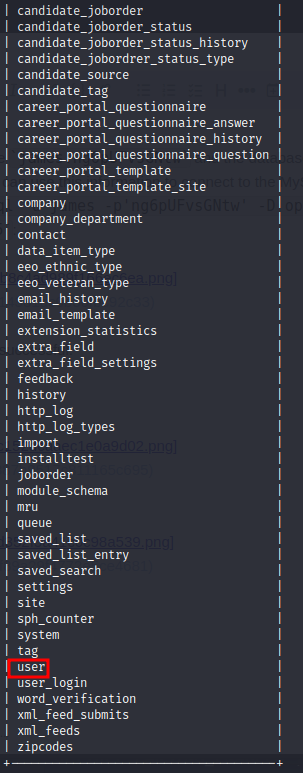 | candidate_joborder |
| candidate_joborder_status |
| candidate_joborder_status_history |
| candidate_jobordrer_status_type |
| candidate_source |
| candidate_tag |
| career_portal_questionnaire |
| career_portal_questionnaire_answer |
| career_portal_questionnaire_history |
| career_portal_questionnaire_question |
| career_portal_template |
| career_portal_template_site |
| company |
| company_department |
| contact |
| data_item_type |
| eeo_ethnic_type |
| eeo_veteran_type |
| email_history |
| email_template |
| extension_statistics |
| extra_field |
| extra_field_settings |
| feedback |
| history |
| http_log |
| http_log_types |
| import |
| installtest |
| joborder |
| module_schema |
| mru |
| queue |
| saved_list |
| saved_list_entry |
| saved_search |
| settings |
| site |
| sph_counter |
| system |
| tag |
| user |
| user_login |
| word_verification |
| xml_feed_submits |
| xml_feeds |
| zipcodes |
+--------------------------------------+